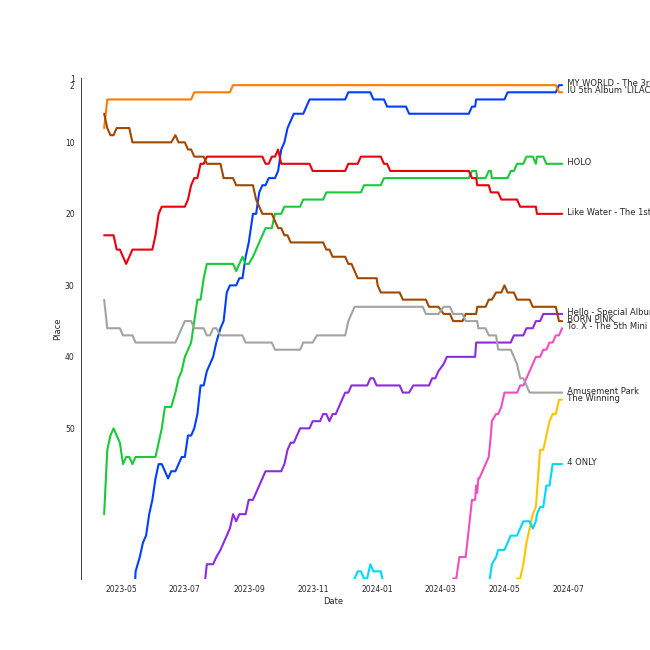 1
2
10
20
30
40
50
Place
MY WORLD - The 3r
IU 5th Album 'LILAC
HOLO
Like Water - The 1st
Hello - Special Albu
BORN PINK
To. X - The 5th Mini
Amusement Park
The Winning
4 ONLY
2023-05
2023-07
2023-09
2023-11
2024-01
2024-03
2024-05
2024-07
Date